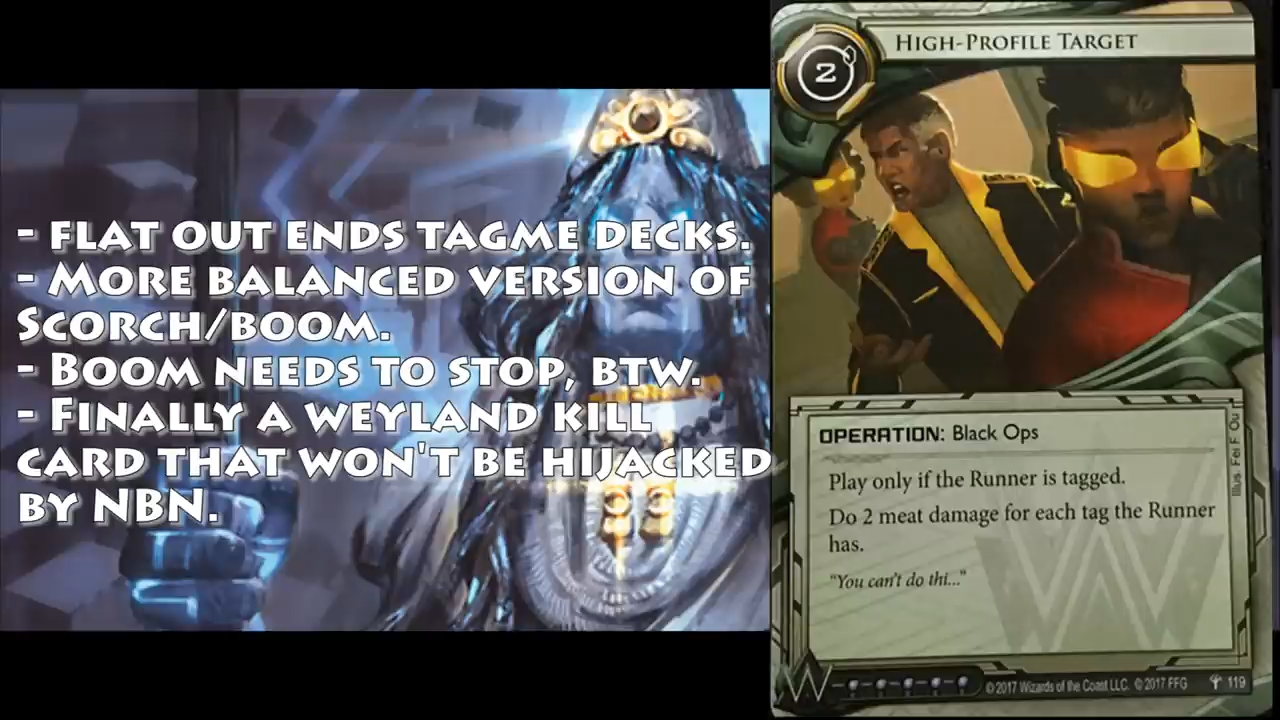 - Flat out ends tagme decks.
- More balanced version of
Scorch/boom.
- Boom needs to stop, btw.
- Finally a weyland kill
card that won't be hijacked
by NBN.
High-Profile Target
2
OPERATION: Black Ops
Play only if the Runner is tagged.
Do 2 meat damage for each tag the Runner
has.
"You can't do thi..."
Illus. Fei F. Ou
© 2017 Wizards of the Coast LLC. © 2017 FFG
119